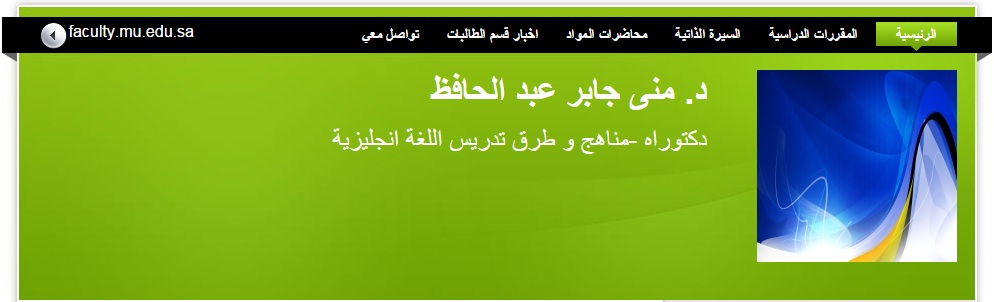 الرئيسية المقررات الدراسية السيرة الذاتية محاضرات المواد اخبار قسم الطالبات تواصل معي faculty.mu.edu.sa
د. منى جابر عبد الحافظ
دكتوراه -مناهج و طرق تدريس اللغة انجليزية